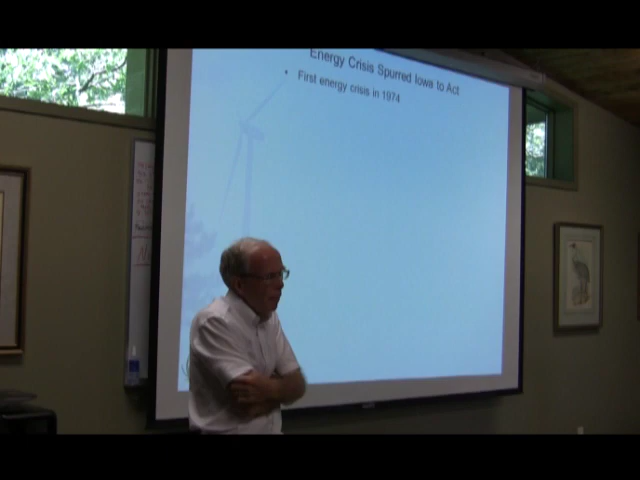 Energy Crisis Spurred Iowa to Act
• First energy crisis in 1974